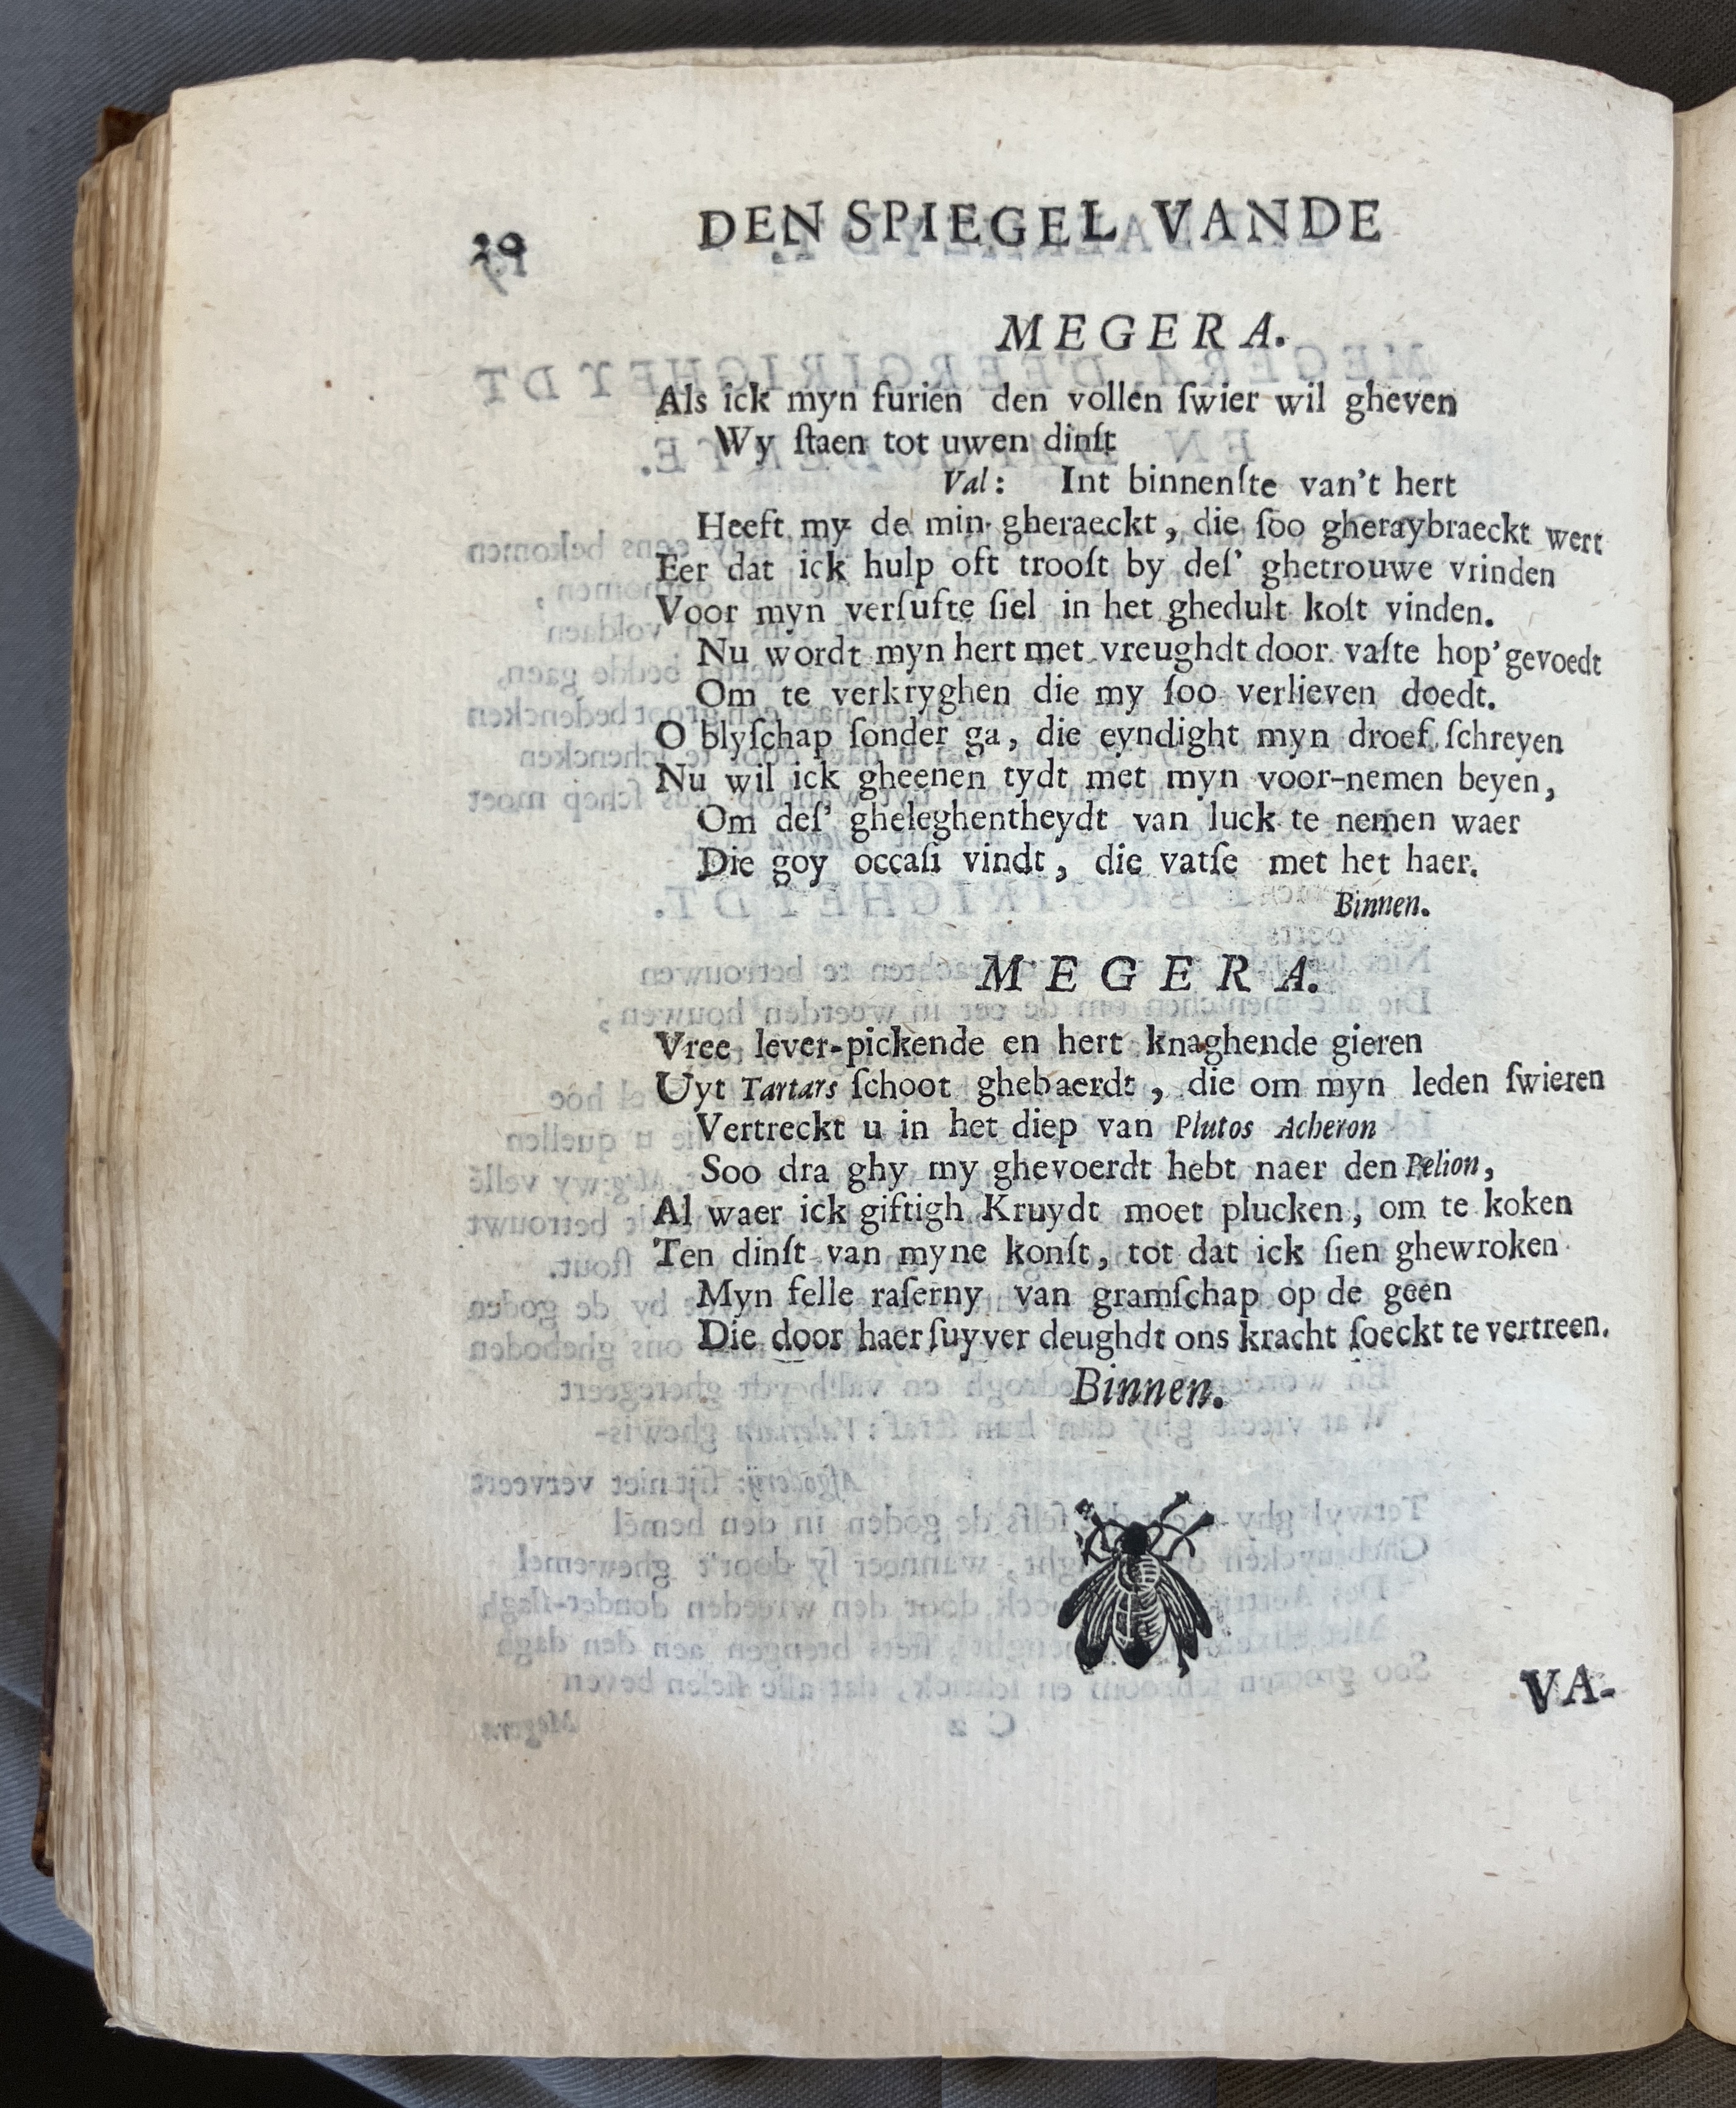 20 DEN SPIEGEL VANDE
MEGERA.
Als ick myn furien den vollen ſwier wil gheven
Wy ſtaen tot uwen dinſt
Val: Int binnenſte van't hert
Heeft my de min gheraeckt, die ſoo gheraybraeckt wert
Eer dat ick hulp oft trooſt by deſ' ghetrouwe vrinden
Voor myn verſufte ſiel in het ghedult koſt vinden.
Nu wordt myn hert met vreughdt door vaſte hop' gevoedt
Om te verkryghen die my ſoo verlieven doedt.
O blyſchap ſonder ga, die eyndight myn droef ſchreyen
Nu wil ick gheenen tydt met myn voor-nemen beyen,
Om deſ' gheleghentheydt van luck te nemen waer
Die goy occaſi vindt, die vatſe met het haer.
Binnen.
MEGERA.
Vree lever-pickende en hert knaghende gieren
Uyt Tartars ſchoot ghebaerdt, die om myn leden ſwieren
Vertreckt u in het diep van Plutos Acheron
Soo dra ghy my ghevoerdt hebt naer den Pelion,
Al waer ick giftigh Kruydt moet plucken, om te koken
Ten dinſt van myne konſt, tot dat ick ſien ghewroken
Myn felle raſerny van gramſchap op de geen
Die door haer ſuyver deughdt ons kracht ſoeckt te vertreen.
Binnen.
VA-